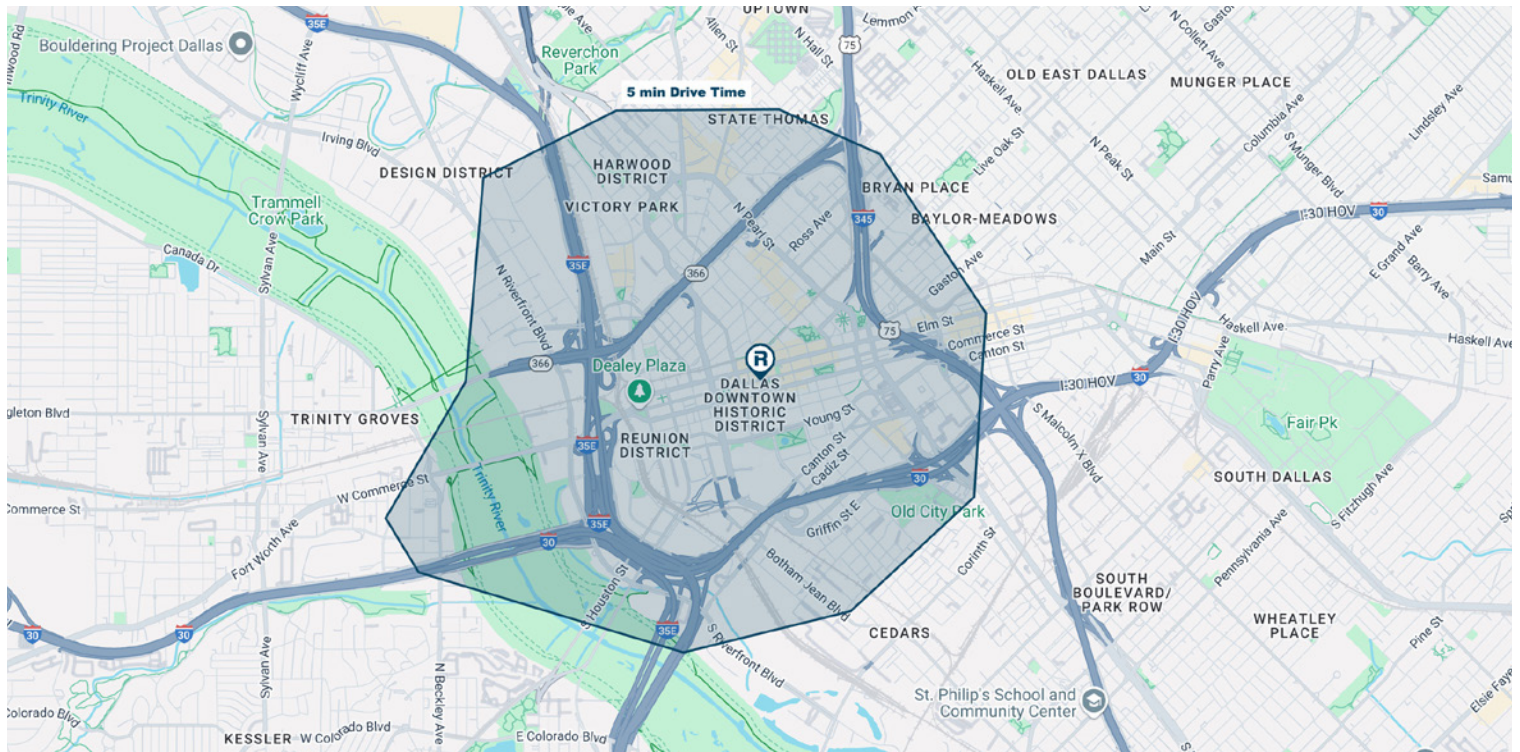 UPTOWN
35E
Lemmon
Bouldering Project Dallas
Wycliff Ave
Allen St
N Hall St
75
N Collett Ave
Reverchon
Park
Haskell Ave
OLD EAST DALLAS
MUNGER PLACE
5 min Drive Time
Trinity River
Columbia Ave
Lindsley Ave
STATE THOMAS
Irving Blvd
Live Oak St
N Peak St
S Munger Blvd
DESIGN DISTRICT
HARWOOD
DISTRICT
BRYAN PLACE
VICTORY PARK
Trammell
Crow Park
N Pearl St
Ross Ave
345
BAYLOR-MEADOWS
I-30 HOV
30
Main St
Canada Dr
Sylvan Ave
35E
366
Gaston Ave
E Grand Ave
Barry Ave
N Riverfront Blvd
I-30 HOV
75
Elm St
Commerce St
Canton St
Haskell Ave
Haskell Ave
366
R
Dealey Plaza
Parry Ave
I-30 HOV
30
DALLAS
DOWNTOWN
HISTORIC
DISTRICT
Young St
S Malcolm X Blvd
Fair Pk
gleton Blvd
TRINITY GROVES
Sylvan Ave
35E
REUNION
DISTRICT
Canton St
Cadiz St
30
SOUTH DALLAS
Trinity River
W Commerce St
Commerce St
Old City Park
S Fitzhugh Ave
35E
Griffin St E
Fort Worth Ave
30
Corinth St
Pennsylvania Ave
Botham Jean Blvd
S Houston St
SOUTH
BOULEVARD/
PARK ROW
30
30
35E
CEDARS
WHEATLEY
PLACE
Pine St
S Riverfront Blvd
Sylvan Ave
N Beckley Ave
St. Philip's School and
Community Center
Elsie Faye
Colorado Blvd
KESSLER
W Colorado Blvd
E Colorado Blvd